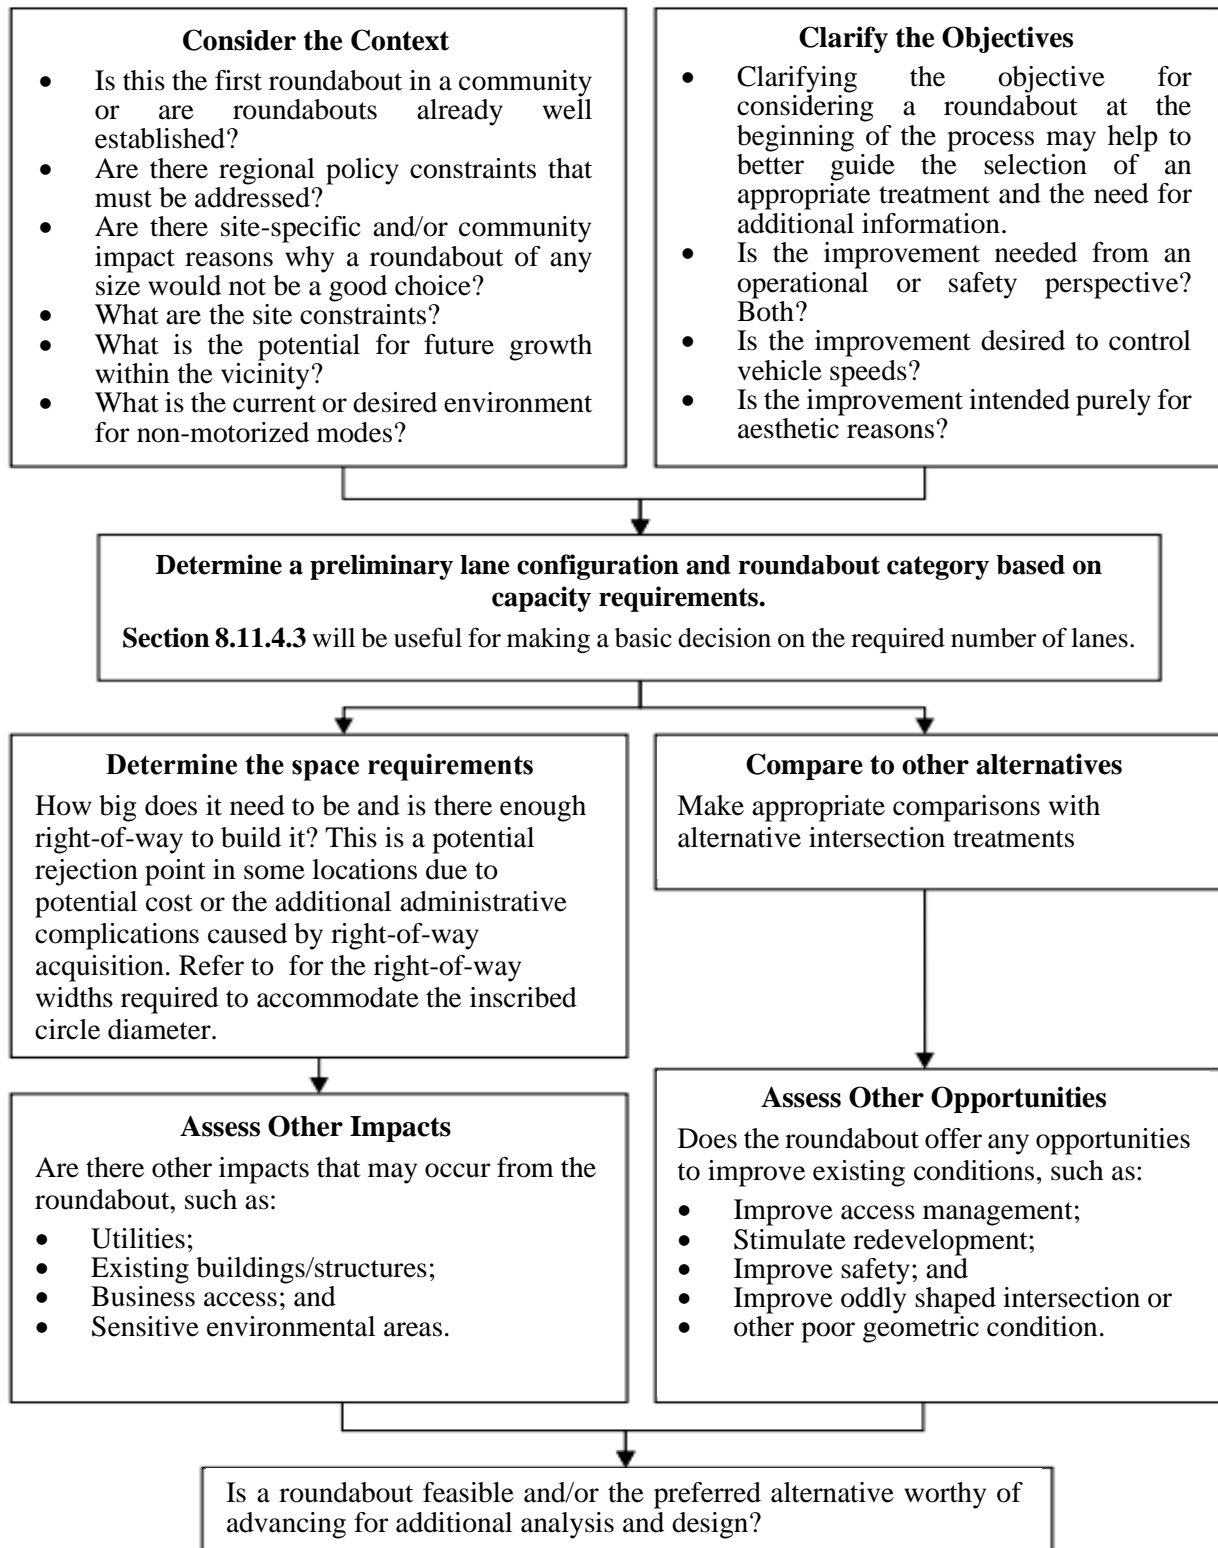 Consider the Context
• Is this the first roundabout in a community
or are roundabouts already well
established?
• Are there regional policy constraints that
must be addressed?
• Are there site-specific and/or community
impact reasons why a roundabout of any
size would not be a good choice?
• What are the site constraints?
• What is the potential for future growth
within the vicinity?
• What is the current or desired environment
for non-motorized modes?
Clarify the Objectives
• Clarifying the objective for
considering a roundabout at the
beginning of the process may help to
better guide the selection of an
appropriate treatment and the need for
additional information.
• Is the improvement needed from an
operational or safety perspective?
Both?
• Is the improvement desired to control
vehicle speeds?
• Is the improvement intended purely for
aesthetic reasons?
Determine a preliminary lane configuration and roundabout category based on
capacity requirements.
Section 8.11.4.3 will be useful for making a basic decision on the required number of lanes.
Determine the space requirements
How big does it need to be and is there enough
right-of-way to build it? This is a potential
rejection point in some locations due to
potential cost or the additional administrative
complications caused by right-of-way
acquisition. Refer to for the right-of-way
widths required to accommodate the inscribed
circle diameter.
Compare to other alternatives
Make appropriate comparisons with
alternative intersection treatments
Assess Other Impacts
Are there other impacts that may occur from the
roundabout, such as:
• Utilities;
• Existing buildings/structures;
• Business access; and
• Sensitive environmental areas.
Assess Other Opportunities
Does the roundabout offer any opportunities
to improve existing conditions, such as:
• Improve access management;
• Stimulate redevelopment;
• Improve safety; and
• Improve oddly shaped intersection or
• other poor geometric condition.
Is a roundabout feasible and/or the preferred alternative worthy of
advancing for additional analysis and design?